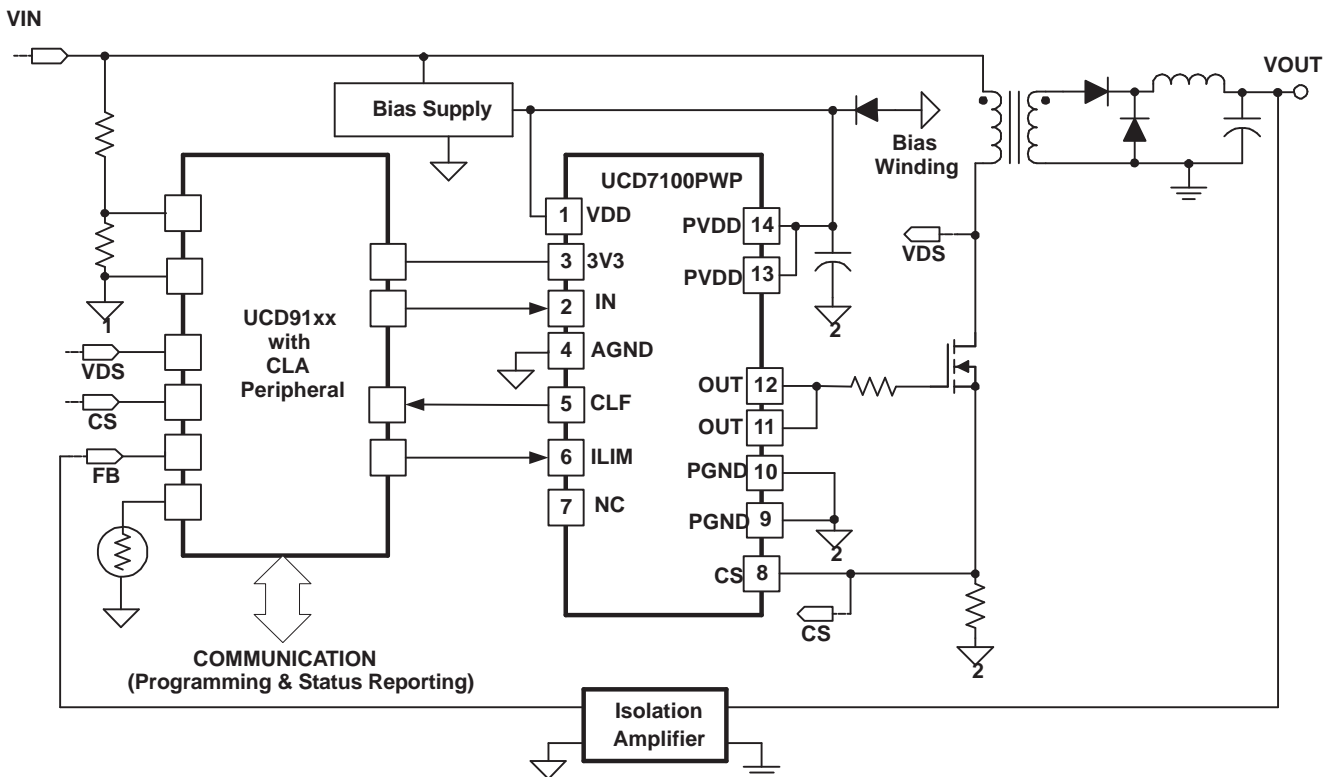 VIN
VOUT
Bias Supply
Bias
Winding
UCD7100PWP
1 VDD
3 3V3
2 IN
4 AGND
5 CLF
6 ILIM
7 NC
PVDD 14
PVDD 13
2
OUT 12
OUT 11
PGND 10
PGND 9
2
CS 8
CS
VDS
2
1
UCD91xx
with
CLA
Peripheral
VDS
CS
FB
COMMUNICATION
(Programming & Status Reporting)
Isolation
Amplifier